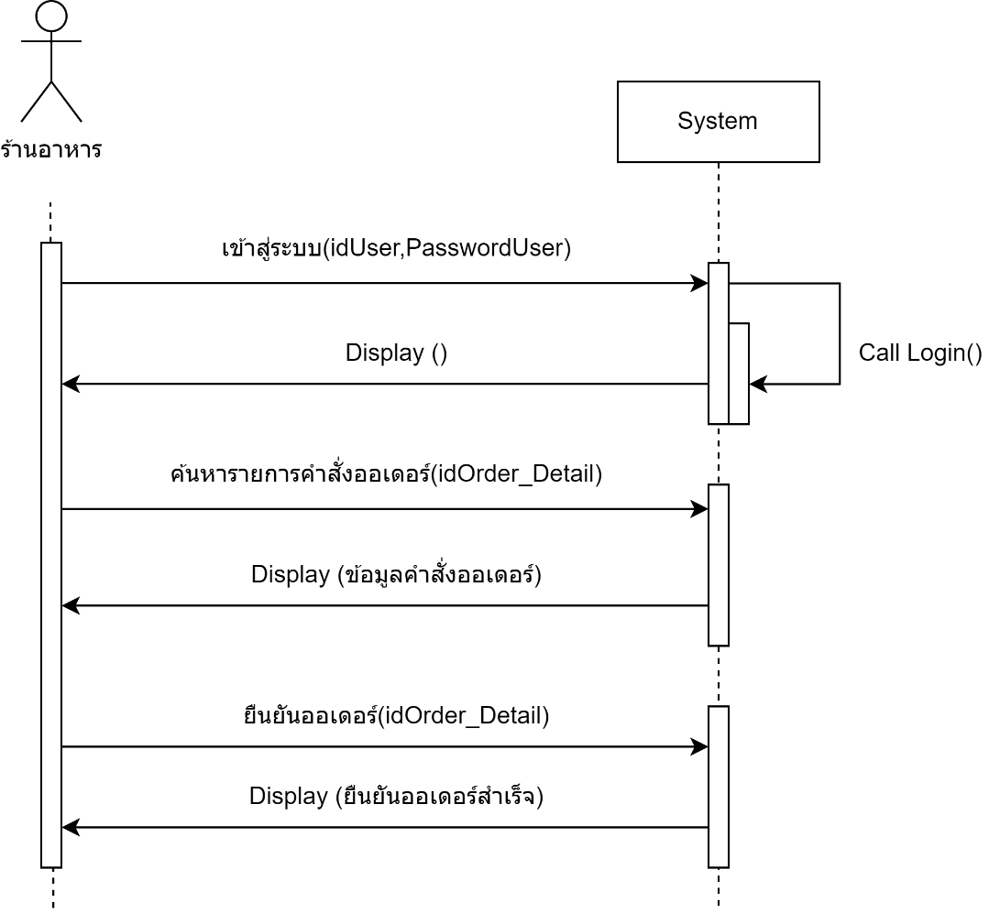 ร้านอาหาร
System
เข้าสู่ระบบ(idUser,PasswordUser)
Display ()
Call Login()
ค้นหารายการคำสั่งออเดอร์(idOrder_Detail)
Display (ข้อมูลคำสั่งออเดอร์)
ยืนยันออเดอร์(idOrder_Detail)
Display (ยืนยันออเดอร์สำเร็จ)